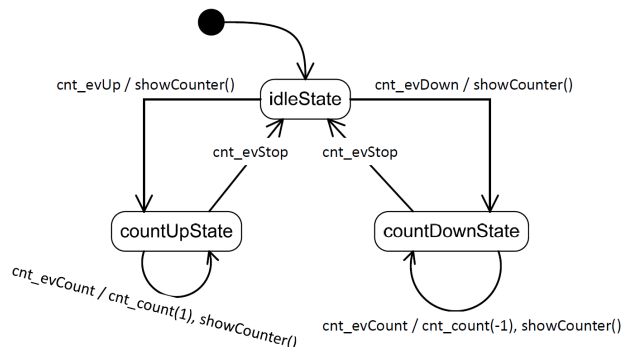 cnt_evUp / showCounter()
cnt_evDown / showCounter()
idleState
cnt_evStop
cnt_evStop
countUpState
countDownState
cnt_evCount / cnt_count(1), showCounter()
cnt_evCount / cnt_count(-1), showCounter()